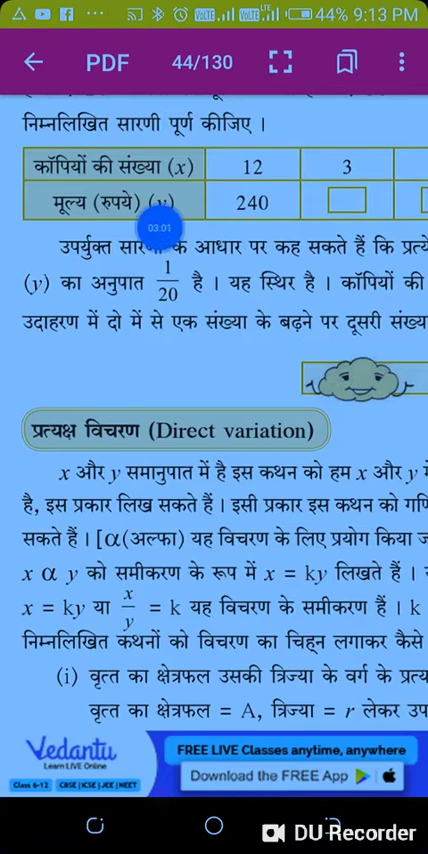 44% 9:13 PM
PDF 44/130
निम्नलिखित सारणी पूर्ण कीजिए ।
कॉपियों की संख्या (x) 12 3
मूल्य (रुपये) (y) 240
03:01
उपर्युक्त के आधार पर कह सकते हैं कि
(y) का अनुपात 1/20 है । यह स्थिर है । कॉपियों की
उदाहरण में दो में से एक संख्या के बढ़ने पर दूसरी संख्या
प्रत्यक्ष विचरण (Direct variation)
x और y समानुपात में है इस कथन को हम x और y
है, इस प्रकार लिख सकते हैं । इसी प्रकार इस कथन को
सकते हैं । [α(अल्फा) यह विचरण के लिए प्रयोग किया
x α y को समीकरण के रूप में x = ky लिखते हैं ।
x = ky या x/y = k यह विचरण के समीकरण हैं । k
निम्नलिखित कथनों को विचरण का चिह्न लगाकर कैसे
(i) वृत्त का क्षेत्रफल उसकी त्रिज्या के वर्ग के
वृत्त का क्षेत्रफल = A, त्रिज्या = r लेकर
Vedantu
Learn LIVE Online
Class 6-12 CBSE | ICSE | JEE | NEET
FREE LIVE Classes anytime, anywhere
Download the FREE App
DU Recorder